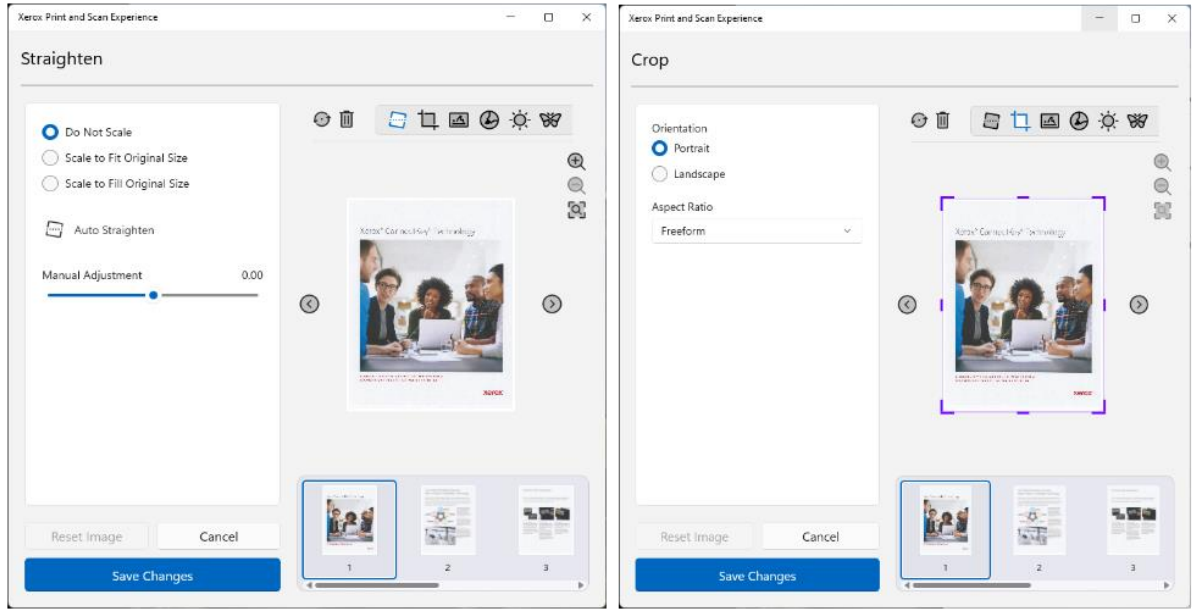 Xerox Print and Scan Experience
Straighten
Do Not Scale
Scale to Fit Original Size
Scale to Fill Original Size
Auto Straighten
Manual Adjustment 0.00
Xerox® ConnectKey® Technology
xerox
Reset Image Cancel
Save Changes
1 2 3
Xerox Print and Scan Experience
Crop
Orientation
Portrait
Landscape
Aspect Ratio
Freeform
Xerox® ConnectKey® Technology
xerox
Reset Image Cancel
Save Changes
1 2 3